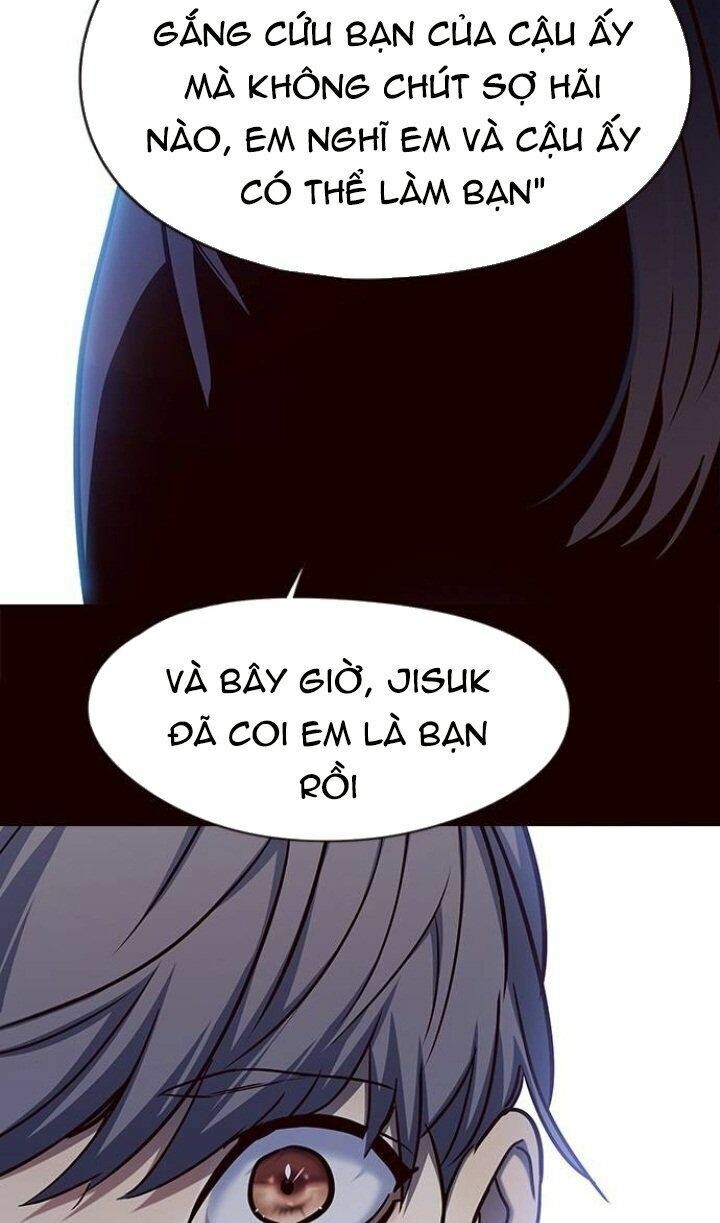 GẮNG CỨU BẠN CỦA CẬU ẤY
MÀ KHÔNG CHÚT SỢ HÃI
NÀO, EM NGHĨ EM VÀ CẬU ẤY
CÓ THỂ LÀM BẠN"
VÀ BÂY GIỜ, JISUK
ĐÃ COI EM LÀ BẠN
RỒI